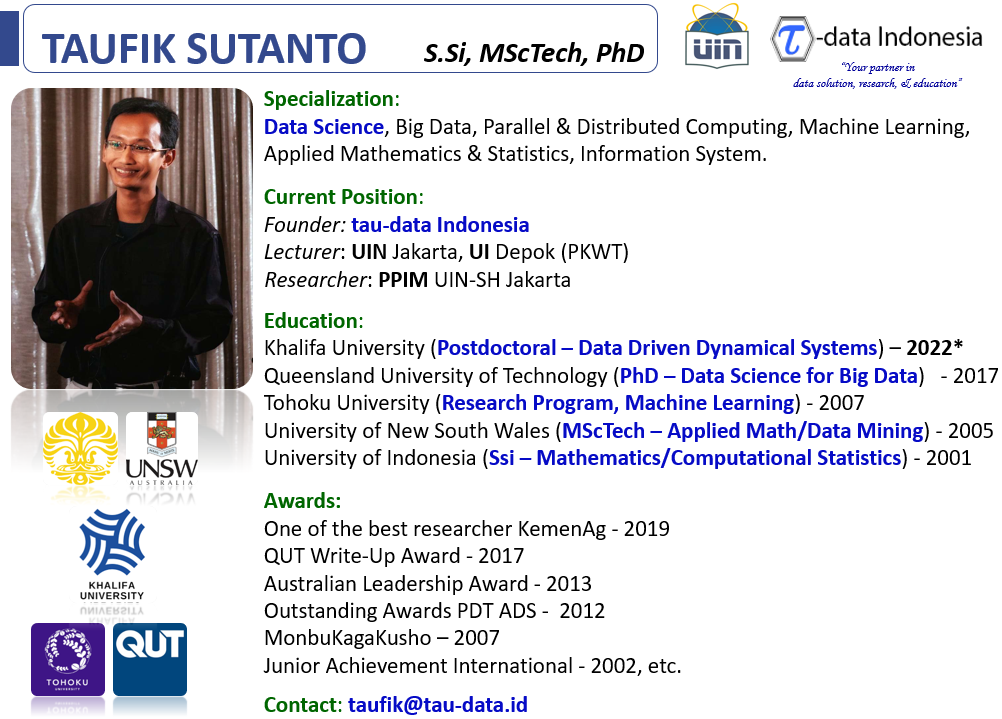 TAUFIK SUTANTO S.Si, MScTech, PhD
uin
τ-data Indonesia
“Your partner in
data solution, research, & education”
Specialization:
Data Science, Big Data, Parallel & Distributed Computing, Machine Learning,
Applied Mathematics & Statistics, Information System.
Current Position:
Founder: tau-data Indonesia
Lecturer: UIN Jakarta, UI Depok (PKWT)
Researcher: PPIM UIN-SH Jakarta
Education:
Khalifa University (Postdoctoral – Data Driven Dynamical Systems) – 2022*
Queensland University of Technology (PhD – Data Science for Big Data) - 2017
Tohoku University (Research Program, Machine Learning) - 2007
University of New South Wales (MScTech – Applied Math/Data Mining) - 2005
University of Indonesia (Ssi – Mathematics/Computational Statistics) - 2001
Awards:
One of the best researcher KemenAg - 2019
QUT Write-Up Award - 2017
Australian Leadership Award - 2013
Outstanding Awards PDT ADS - 2012
MonbuKagaKusho – 2007
Junior Achievement International - 2002, etc.
Contact: taufik@tau-data.id
UNSW
AUSTRALIA
KHALIFA
UNIVERSITY
TOHOKU
UNIVERSITY
QUT